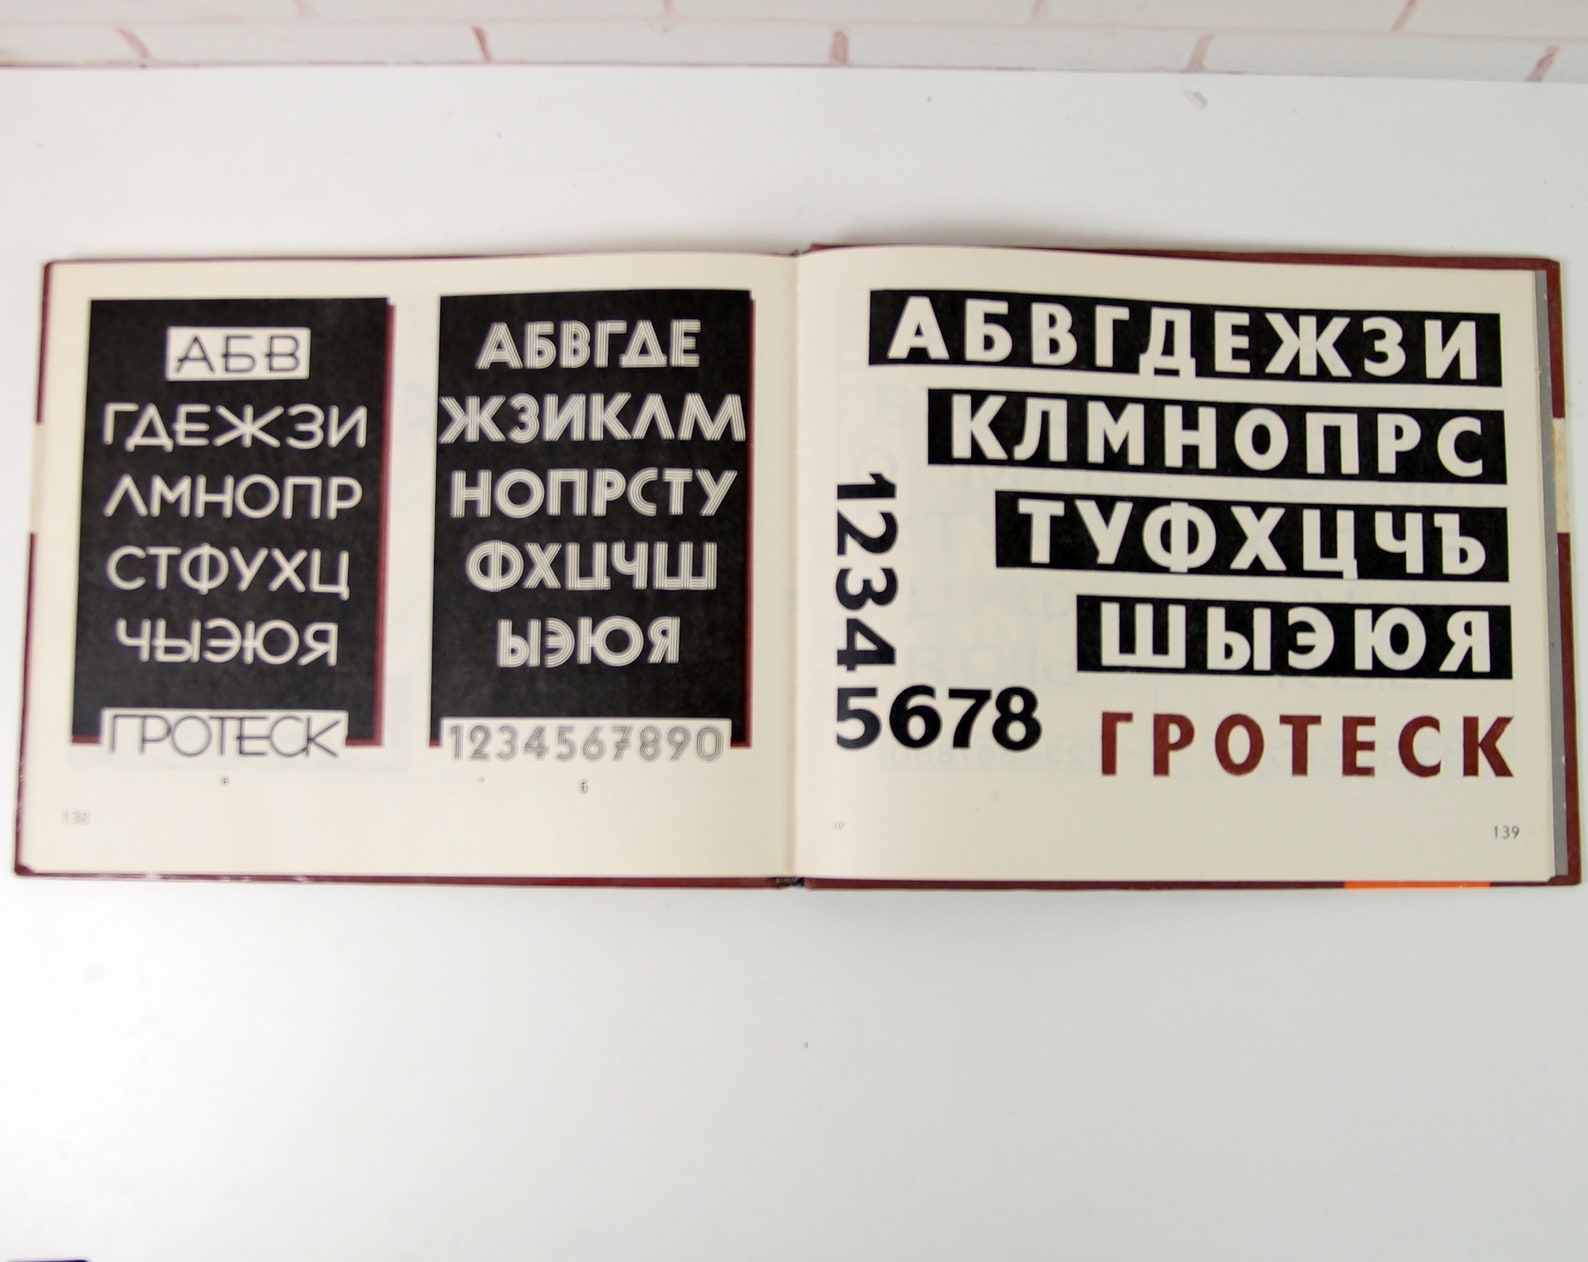 АБВ
ГДЕЖЗИ
ЛМНОПР
СТФУХЦ
ЧЫЭЮЯ
ГРОТЕСК
а
138
АБВГДЕ
ЖЗИКЛМ
НОПРСТУ
ФХЦЧШ
ЫЭЮЯ
1234567890
б
АБВГДЕЖЗИ
КЛМНОПРС
ТУФХЦЧЪ
ШЫЭЮЯ
1234
5678
ГРОТЕСК
139